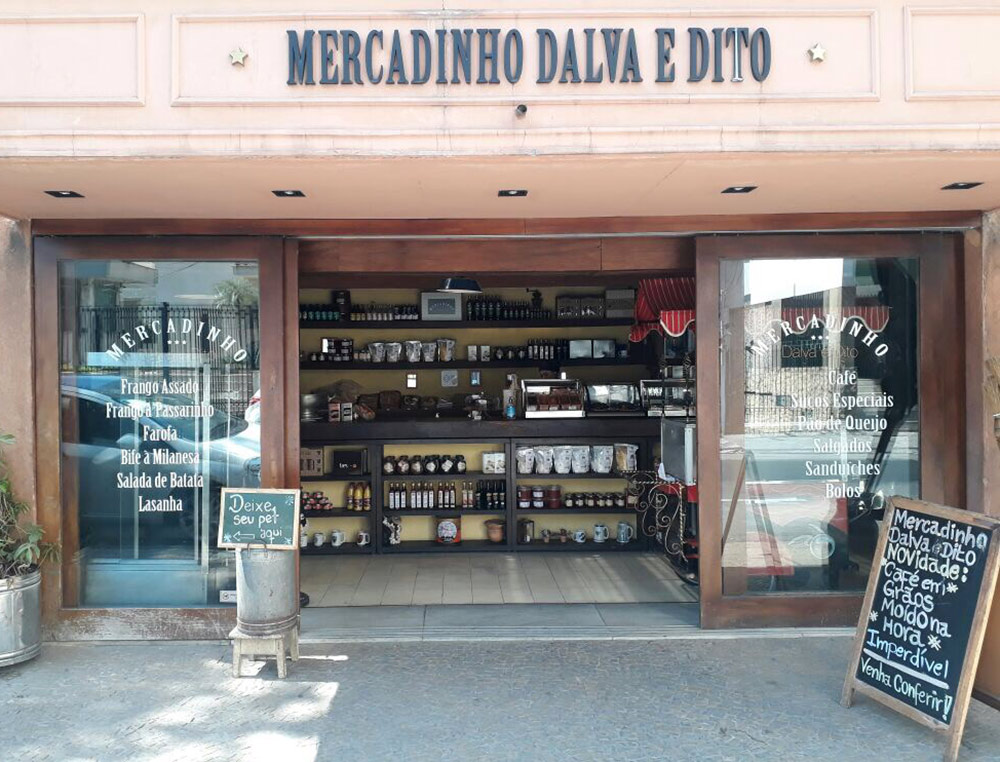 MERCADINHO DALVA E DITO
MERCADINHO
Frango Assado
Frango à Passarinho
Farofa
Bife à Milanesa
Salada de Batata
Lasanha
Deixe
seu pet
aqui
MERCADINHO
Dalva e Dito
Café
Sucos Especiais
Pão de Queijo
Salgados
Sanduíches
Bolos
Mercadinho
Dalva e Dito
Novidade:
Café em
Grãos
Moído na
Hora
Imperdível
Venha Conferir!